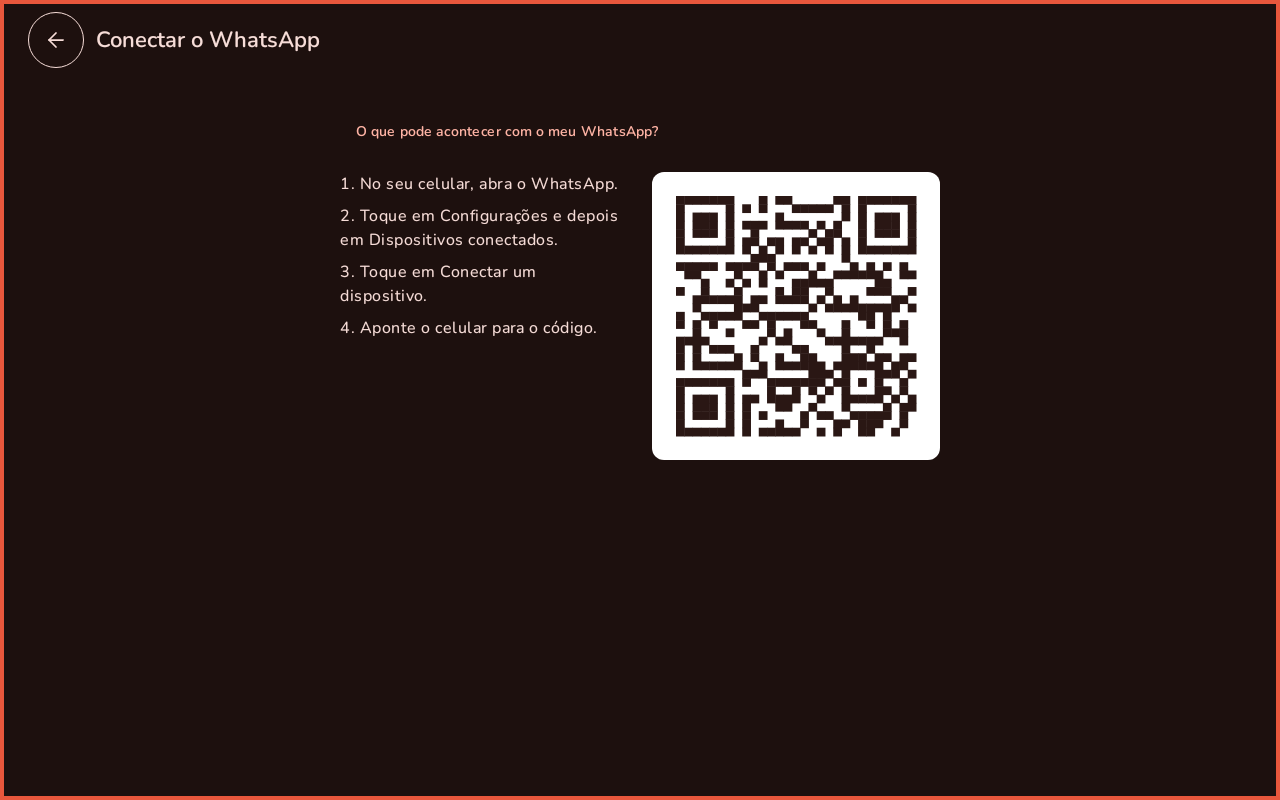 Conectar o WhatsApp
O que pode acontecer com o meu WhatsApp?
1. No seu celular, abra o WhatsApp.
2. Toque em Configurações e depois
em Dispositivos conectados.
3. Toque em Conectar um
dispositivo.
4. Aponte o celular para o código.